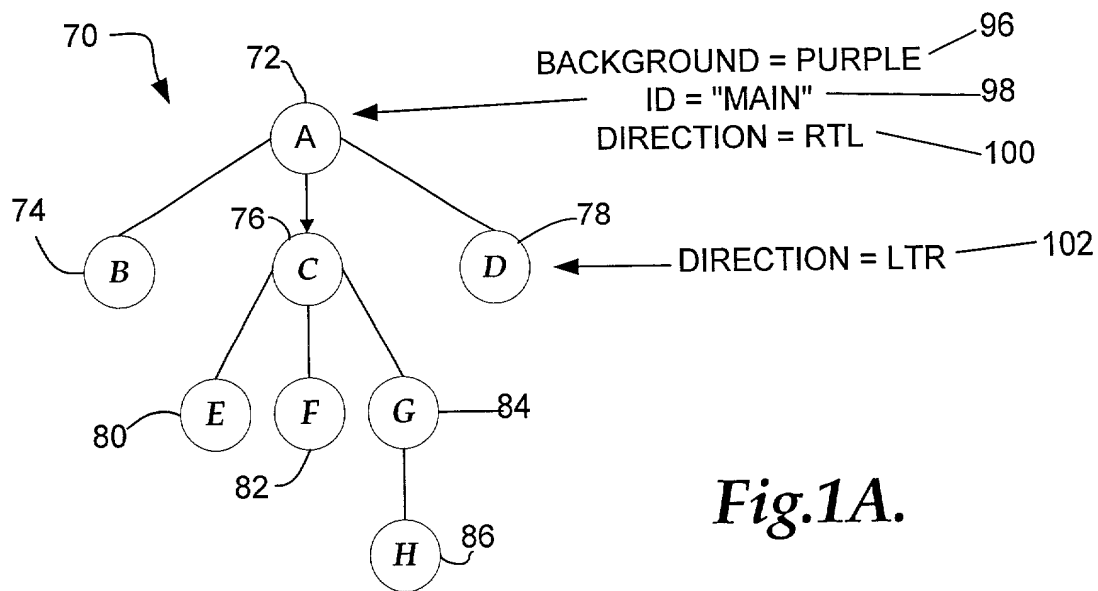 70
72
BACKGROUND = PURPLE
96
ID = "MAIN"
98
DIRECTION = RTL
100
A
74
76
78
B
C
D
DIRECTION = LTR
102
E
F
G
84
80
82
H
86
Fig.1A.